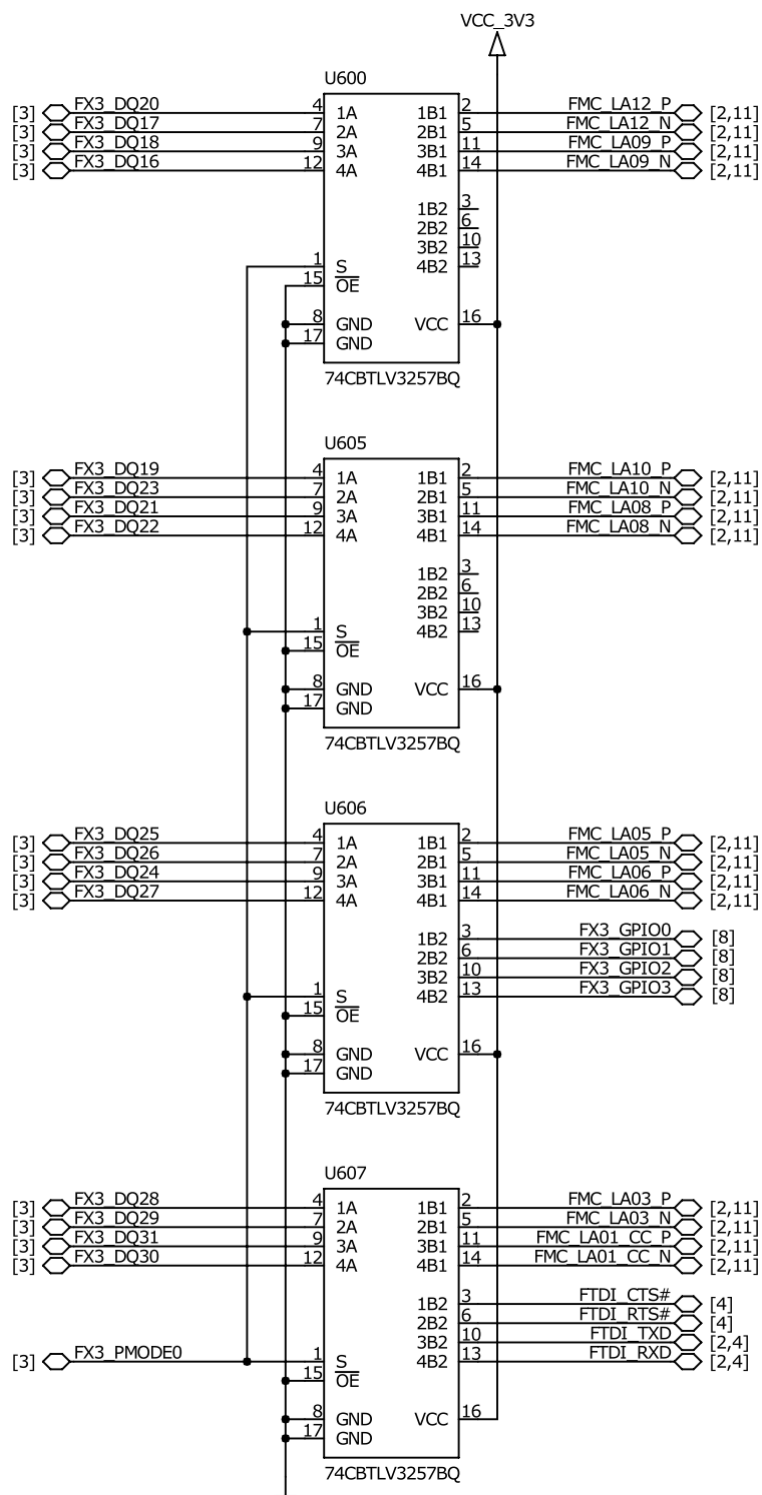 VCC_3V3
U600
[3] FX3_DQ20 4 1A 1B1 2 FMC_LA12_P [2,11]
[3] FX3_DQ17 7 2A 2B1 5 FMC_LA12_N [2,11]
[3] FX3_DQ18 9 3A 3B1 11 FMC_LA09_P [2,11]
[3] FX3_DQ16 12 4A 4B1 14 FMC_LA09_N [2,11]
1B2 3
2B2 6
3B2 10
1 S 4B2 13
15 OE
8 GND VCC 16
17 GND
74CBTLV3257BQ
U605
[3] FX3_DQ19 4 1A 1B1 2 FMC_LA10_P [2,11]
[3] FX3_DQ23 7 2A 2B1 5 FMC_LA10_N [2,11]
[3] FX3_DQ21 9 3A 3B1 11 FMC_LA08_P [2,11]
[3] FX3_DQ22 12 4A 4B1 14 FMC_LA08_N [2,11]
1B2 3
2B2 6
3B2 10
1 S 4B2 13
15 OE
8 GND VCC 16
17 GND
74CBTLV3257BQ
U606
[3] FX3_DQ25 4 1A 1B1 2 FMC_LA05_P [2,11]
[3] FX3_DQ26 7 2A 2B1 5 FMC_LA05_N [2,11]
[3] FX3_DQ24 9 3A 3B1 11 FMC_LA06_P [2,11]
[3] FX3_DQ27 12 4A 4B1 14 FMC_LA06_N [2,11]
1B2 3 FX3_GPIO0 [8]
2B2 6 FX3_GPIO1 [8]
3B2 10 FX3_GPIO2 [8]
1 S 4B2 13 FX3_GPIO3 [8]
15 OE
8 GND VCC 16
17 GND
74CBTLV3257BQ
U607
[3] FX3_DQ28 4 1A 1B1 2 FMC_LA03_P [2,11]
[3] FX3_DQ29 7 2A 2B1 5 FMC_LA03_N [2,11]
[3] FX3_DQ31 9 3A 3B1 11 FMC_LA01_CC_P [2,11]
[3] FX3_DQ30 12 4A 4B1 14 FMC_LA01_CC_N [2,11]
1B2 3 FTDI_CTS# [4]
2B2 6 FTDI_RTS# [4]
3B2 10 FTDI_TXD [2,4]
[3] FX3_PMODE0 1 S 4B2 13 FTDI_RXD [2,4]
15 OE
8 GND VCC 16
17 GND
74CBTLV3257BQ